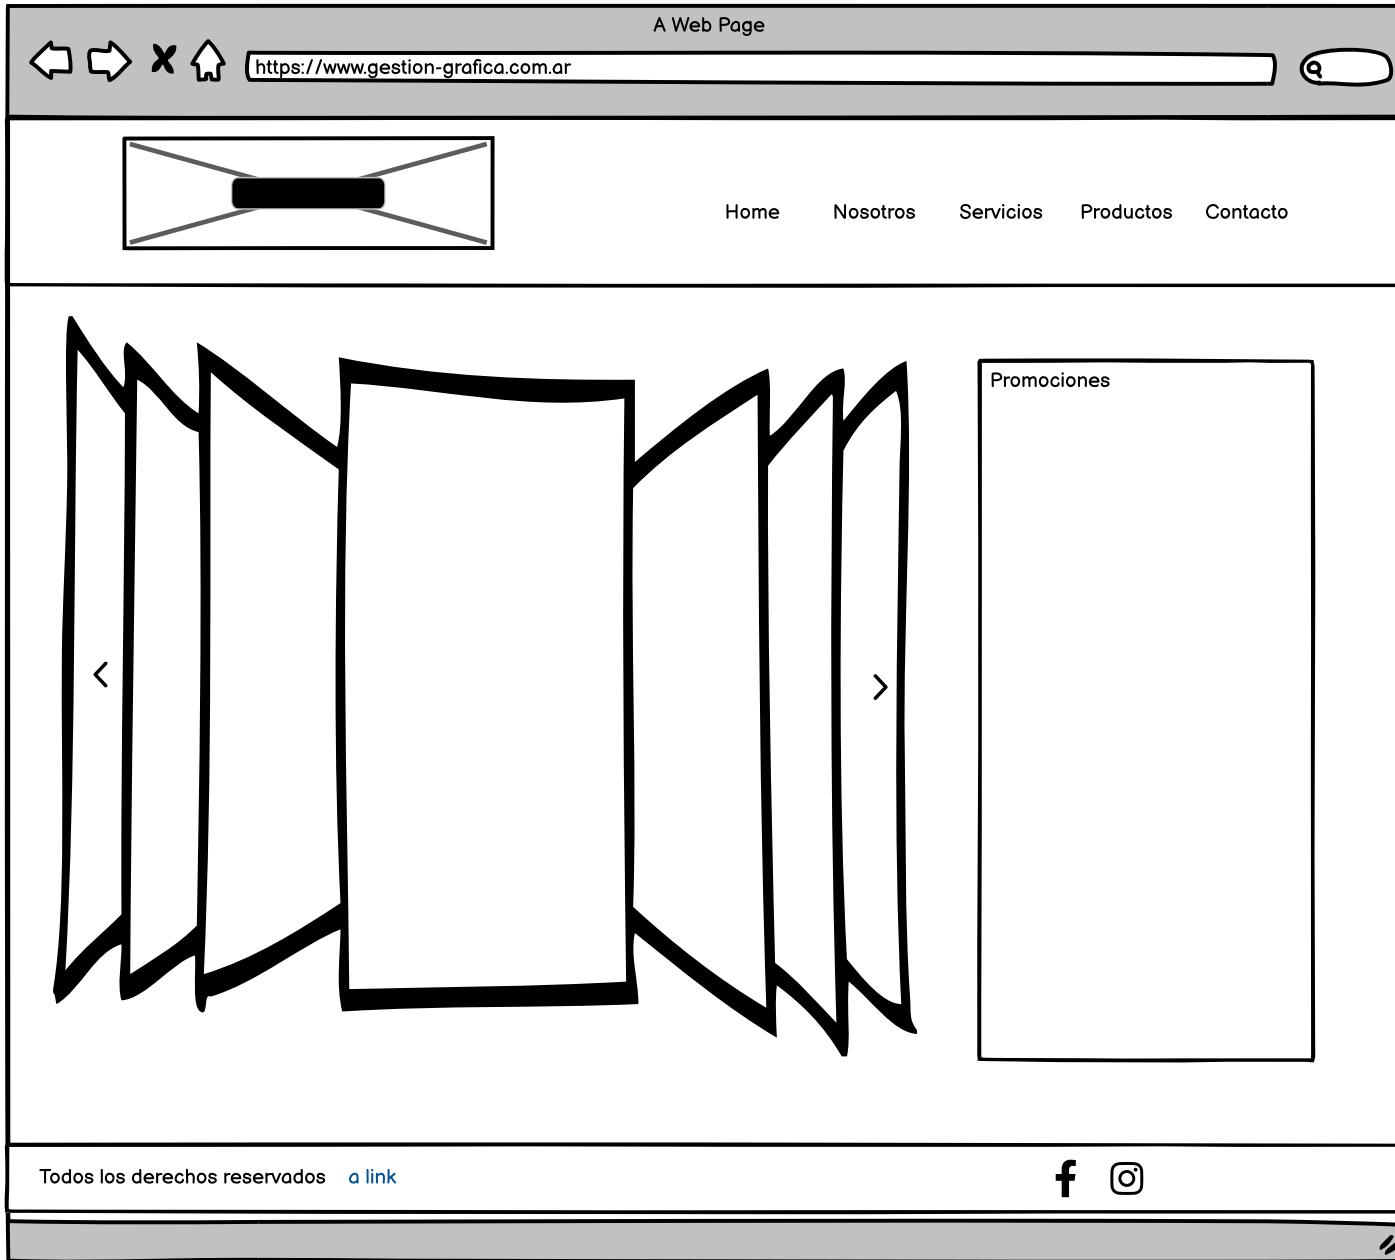 A Web Page
https://www.gestion-grafica.com.ar
Home Nosotros Servicios Productos Contacto
Promociones
Todos los derechos reservados a link